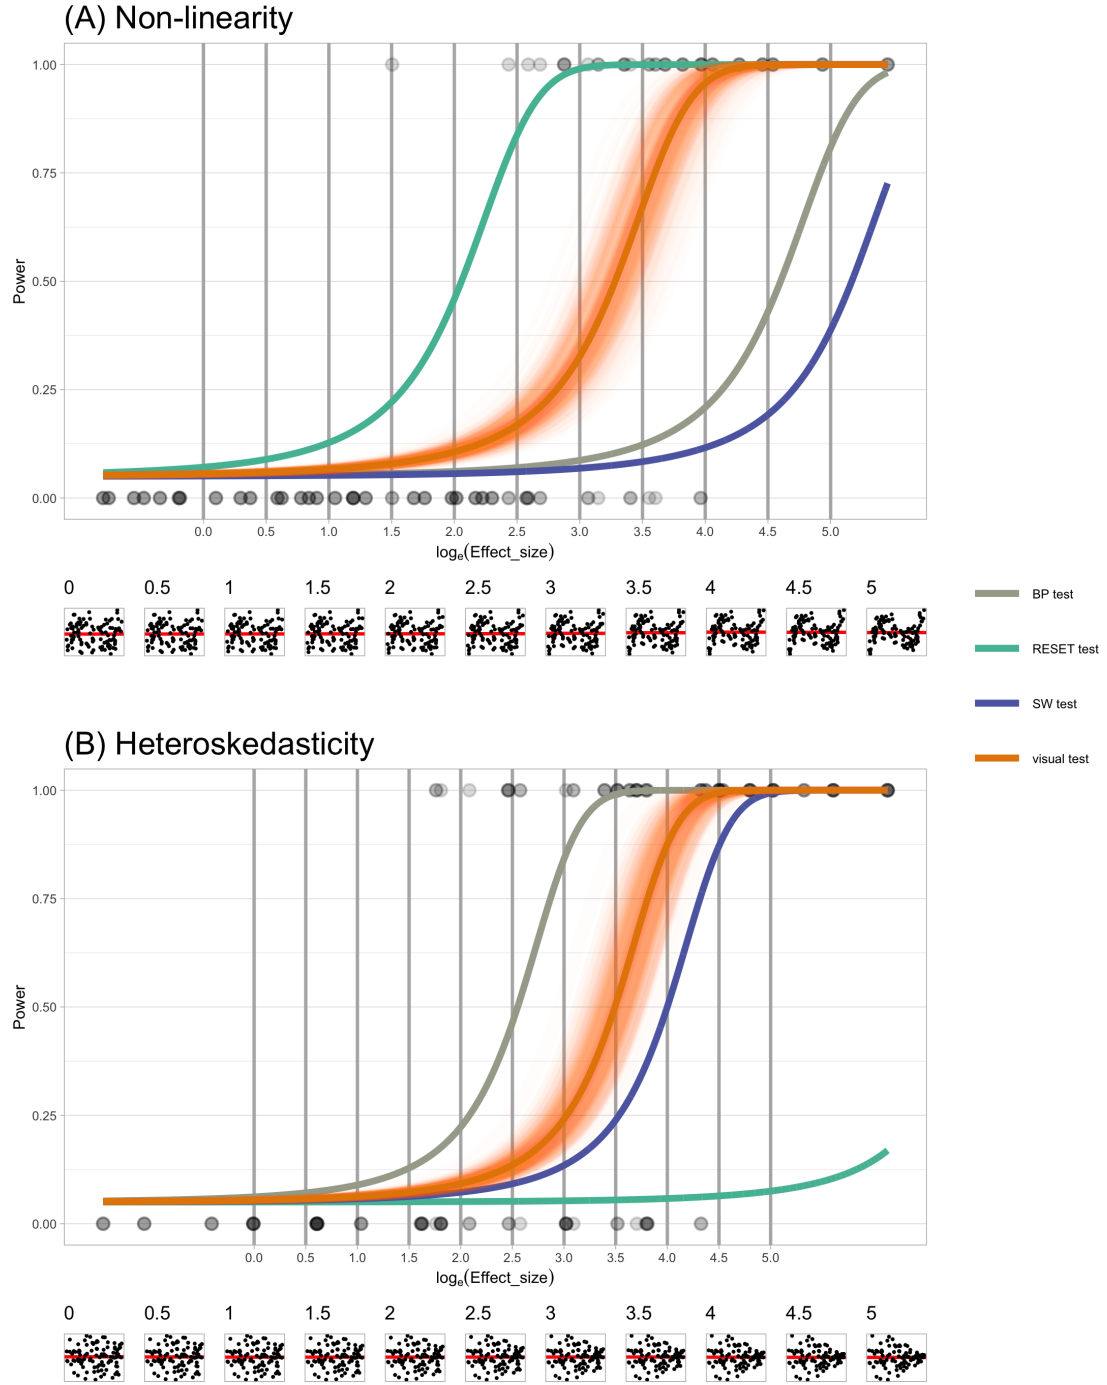 (A) Non-linearity
1.00
0.75
0.50
0.25
0.00
Power
0.0 0.5 1.0 1.5 2.0 2.5 3.0 3.5 4.0 4.5 5.0
logₑ(Effect_size)
0 0.5 1 1.5 2 2.5 3 3.5 4 4.5 5
BP test
RESET test
SW test
visual test
(B) Heteroskedasticity
1.00
0.75
0.50
0.25
0.00
Power
0.0 0.5 1.0 1.5 2.0 2.5 3.0 3.5 4.0 4.5 5.0
logₑ(Effect_size)
0 0.5 1 1.5 2 2.5 3 3.5 4 4.5 5